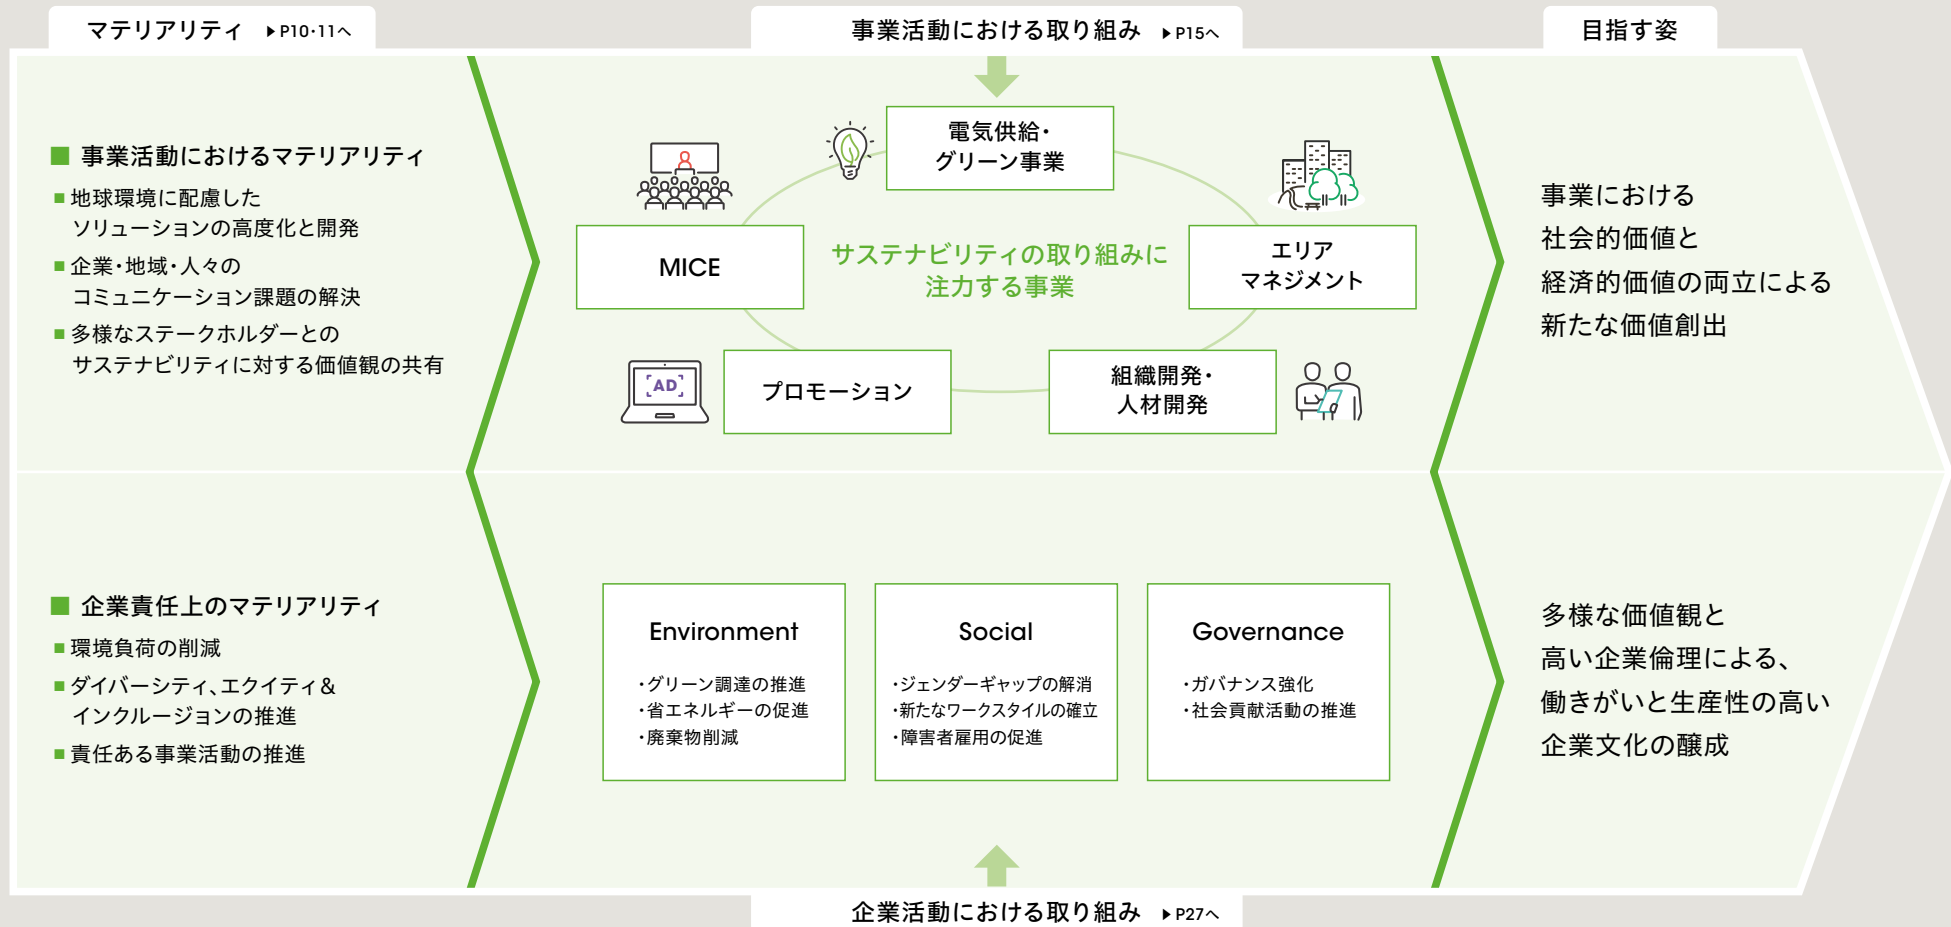 マテリアリティ ▶P10・11へ
事業活動における取り組み ▶P15へ
目指す姿
■ 事業活動におけるマテリアリティ
■ 地球環境に配慮した
ソリューションの高度化と開発
■ 企業・地域・人々の
コミュニケーション課題の解決
■ 多様なステークホルダーとの
サステナビリティに対する価値観の共有
電気供給・
グリーン事業
MICE
サステナビリティの取り組みに
注力する事業
エリア
マネジメント
AD
プロモーション
組織開発・
人材開発
事業における
社会的価値と
経済的価値の両立による
新たな価値創出
■ 企業責任上のマテリアリティ
■ 環境負荷の削減
■ ダイバーシティ、エクイティ&
インクルージョンの推進
■ 責任ある事業活動の推進
Environment
・グリーン調達の推進
・省エネルギーの促進
・廃棄物削減
Social
・ジェンダーギャップの解消
・新たなワークスタイルの確立
・障害者雇用の促進
Governance
・ガバナンス強化
・社会貢献活動の推進
多様な価値観と
高い企業倫理による、
働きがいと生産性の高い
企業文化の醸成
企業活動における取り組み ▶P27へ